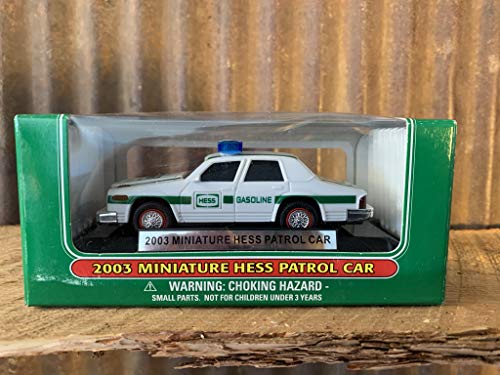 HESS
GASOLINE
2003 MINIATURE HESS PATROL CAR
2003 MINIATURE HESS PATROL CAR
WARNING: CHOKING HAZARD -
SMALL PARTS. NOT FOR CHILDREN UNDER 3 YEARS